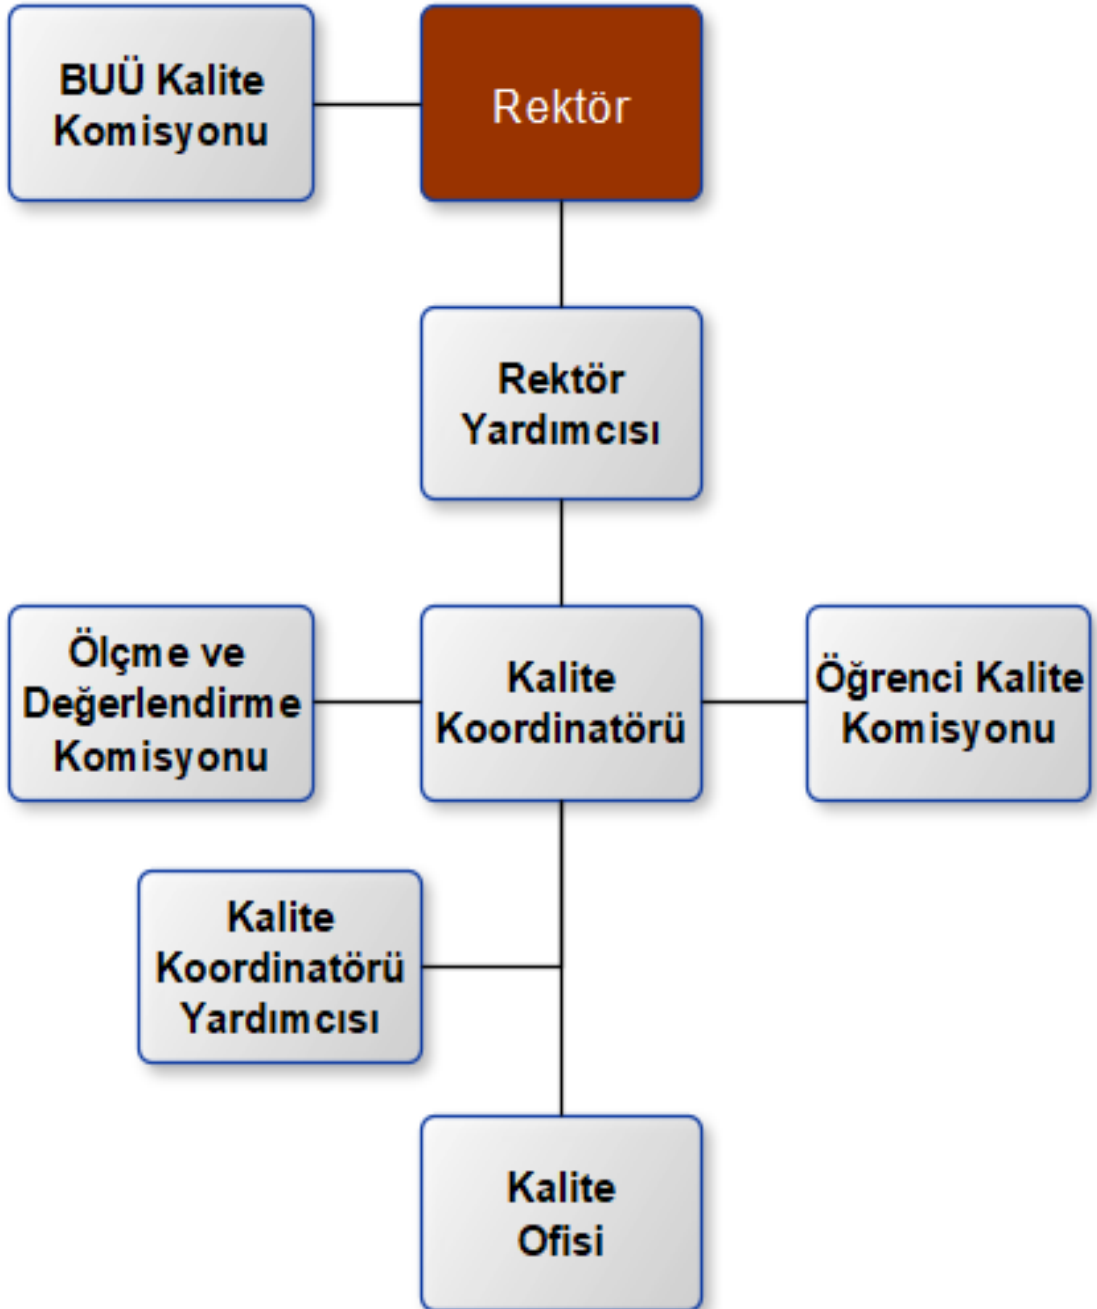 BUÜ Kalite
Komisyonu
Rektör
Rektör
Yardımcısı
Ölçme ve
Değerlendirme
Komisyonu
Kalite
Koordinatörü
Öğrenci Kalite
Komisyonu
Kalite
Koordinatörü
Yardımcısı
Kalite
Ofisi